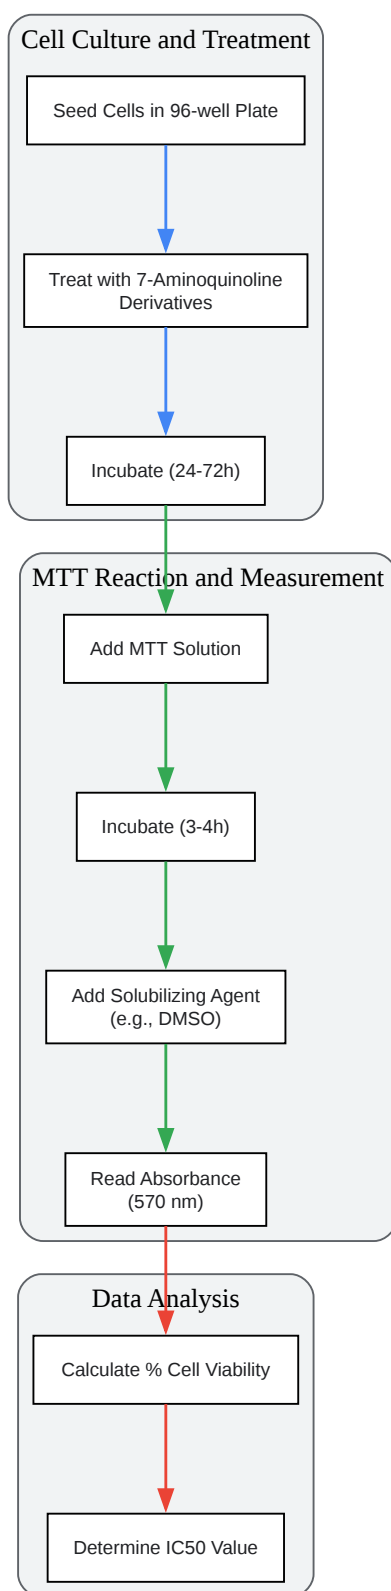 Cell Culture and Treatment
Seed Cells in 96-well Plate
Treat with 7-Aminoquinoline
Derivatives
Incubate (24-72h)
MTT Reaction and Measurement
Add MTT Solution
Incubate (3-4h)
Add Solubilizing Agent
(e.g., DMSO)
Read Absorbance
(570 nm)
Data Analysis
Calculate % Cell Viability
Determine IC50 Value